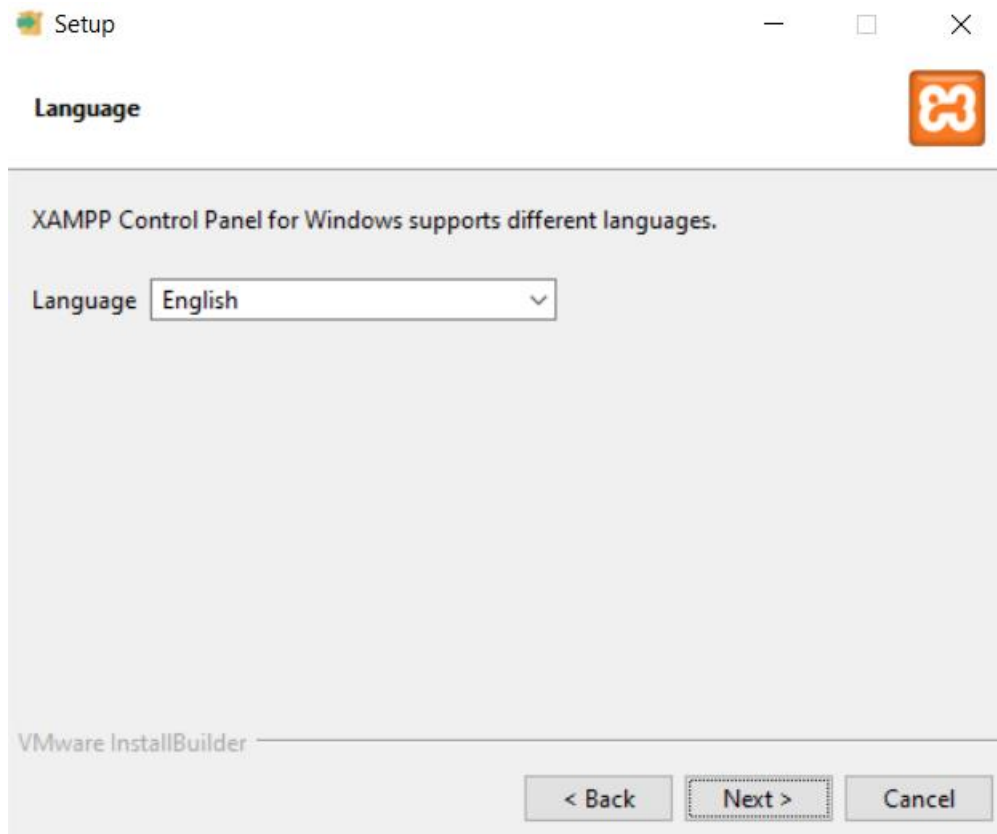 Setup
Language
XAMPP Control Panel for Windows supports different languages.
Language English
VMware InstallBuilder
< Back Next > Cancel